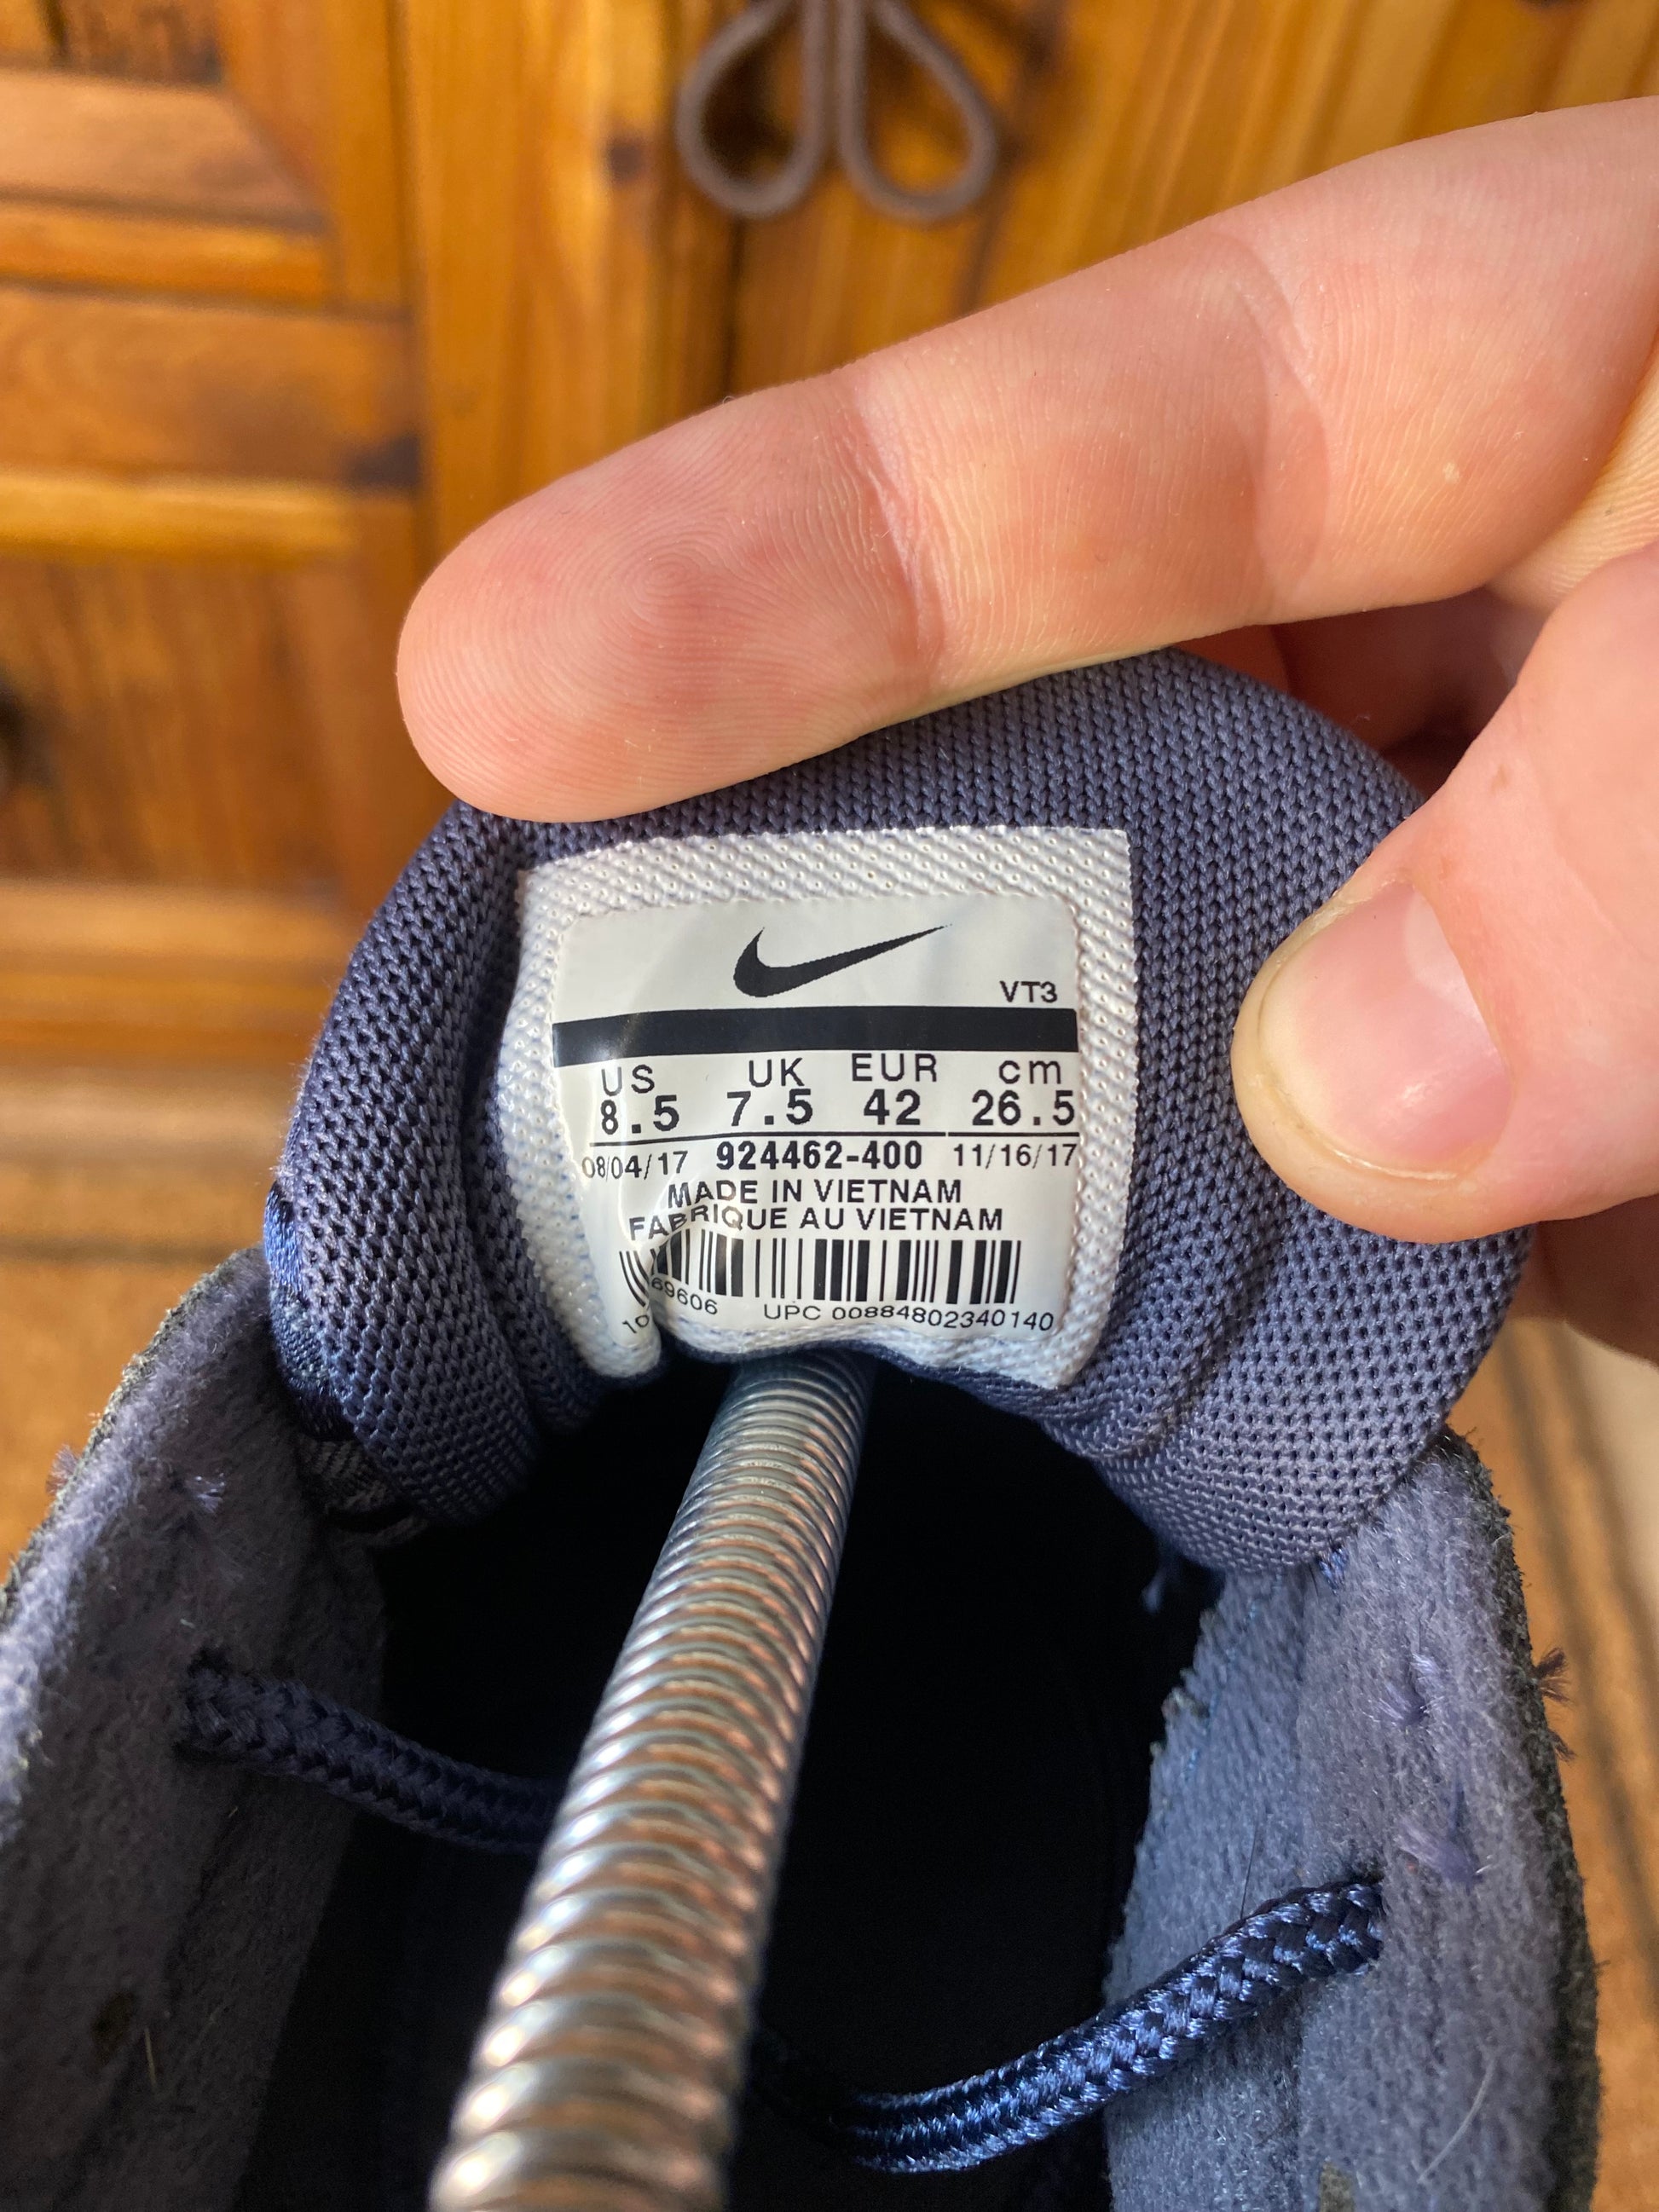 VT3
US UK EUR cm
8.5 7.5 42 26.5
08/04/17 924462-400 11/16/17
MADE IN VIETNAM
FABRIQUE AU VIETNAM
UPC 00884802340140